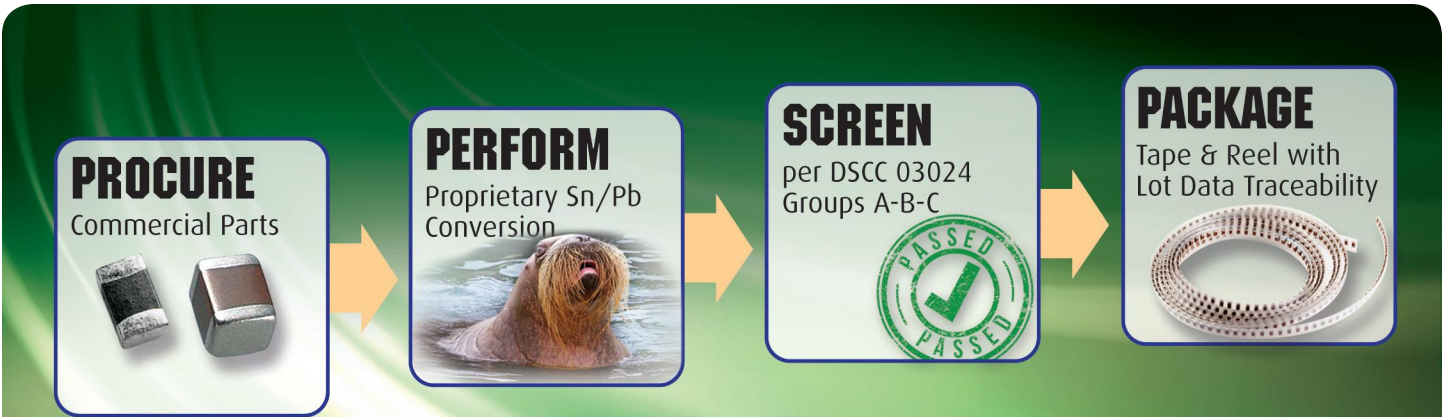 PROCURE
Commercial Parts
PERFORM
Proprietary Sn/Pb
Conversion
SCREEN
per DSCC 03024
Groups A-B-C
PASSED
PASSED
PACKAGE
Tape & Reel with
Lot Data Traceability